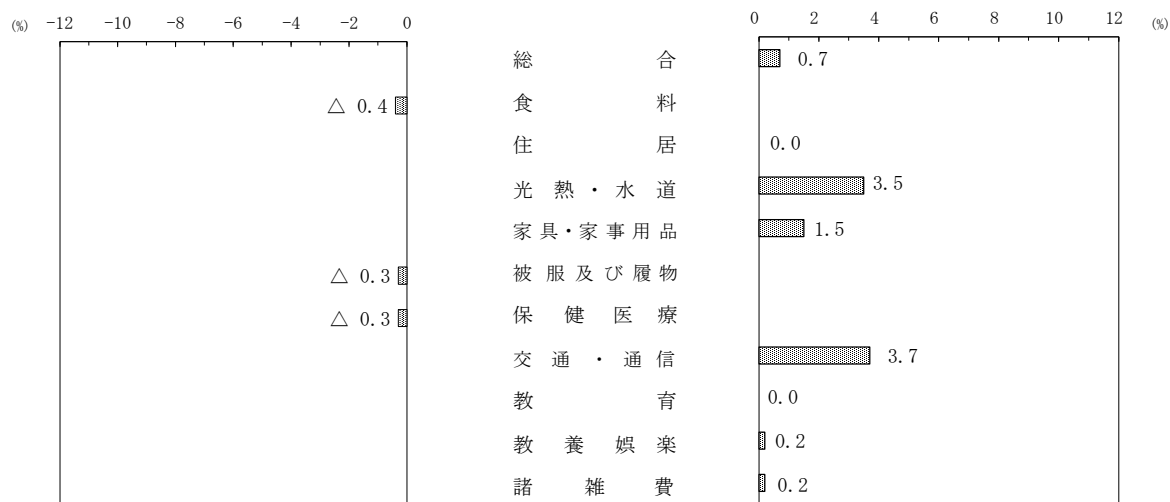 (%) -12 -10 -8 -6 -4 -2 0
0 2 4 6 8 10 12 (%)
総合 0.7
△ 0.4 食料
住居 0.0
光熱・水道 3.5
家具・家事用品 1.5
△ 0.3 被服及び履物
△ 0.3 保健医療
交通・通信 3.7
教育 0.0
教養娯楽 0.2
諸雑費 0.2